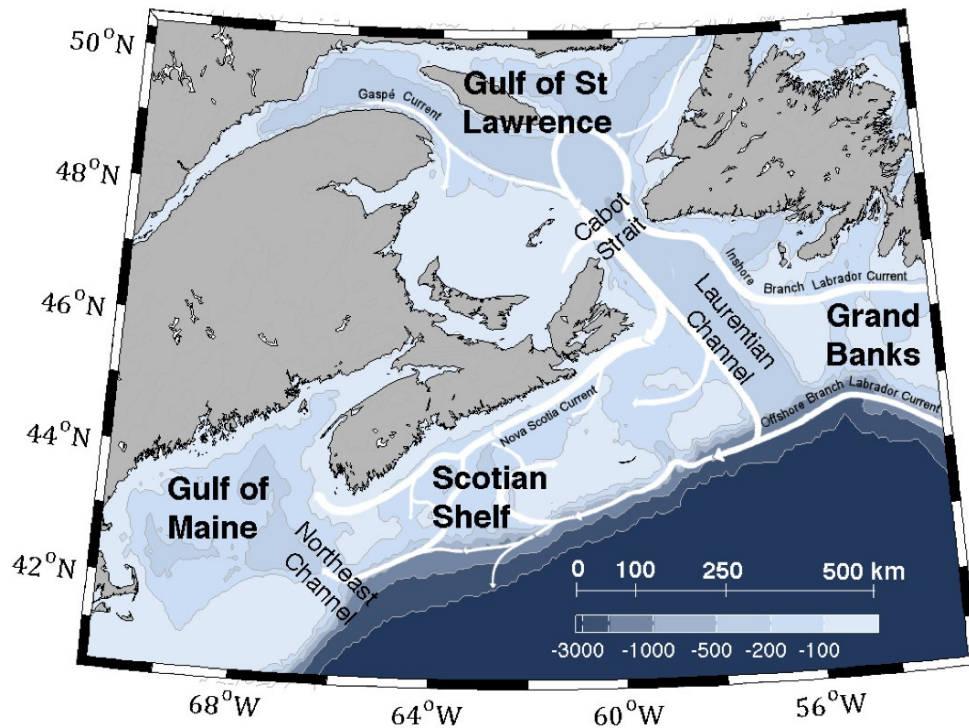 50°N
48°N
46°N
44°N
42°N
Gulf of St
Lawrence
Gaspé Current
Cabot
Strait
Inshore
Branch Labrador Current
Laurentian
Channel
Grand
Banks
Offshore Branch Labrador Current
Nova Scotia Current
Scotian
Shelf
Gulf of
Maine
Northeast
Channel
0 100 250 500 km
-3000 -1000 -500 -200 -100
68°W 64°W 60°W 56°W